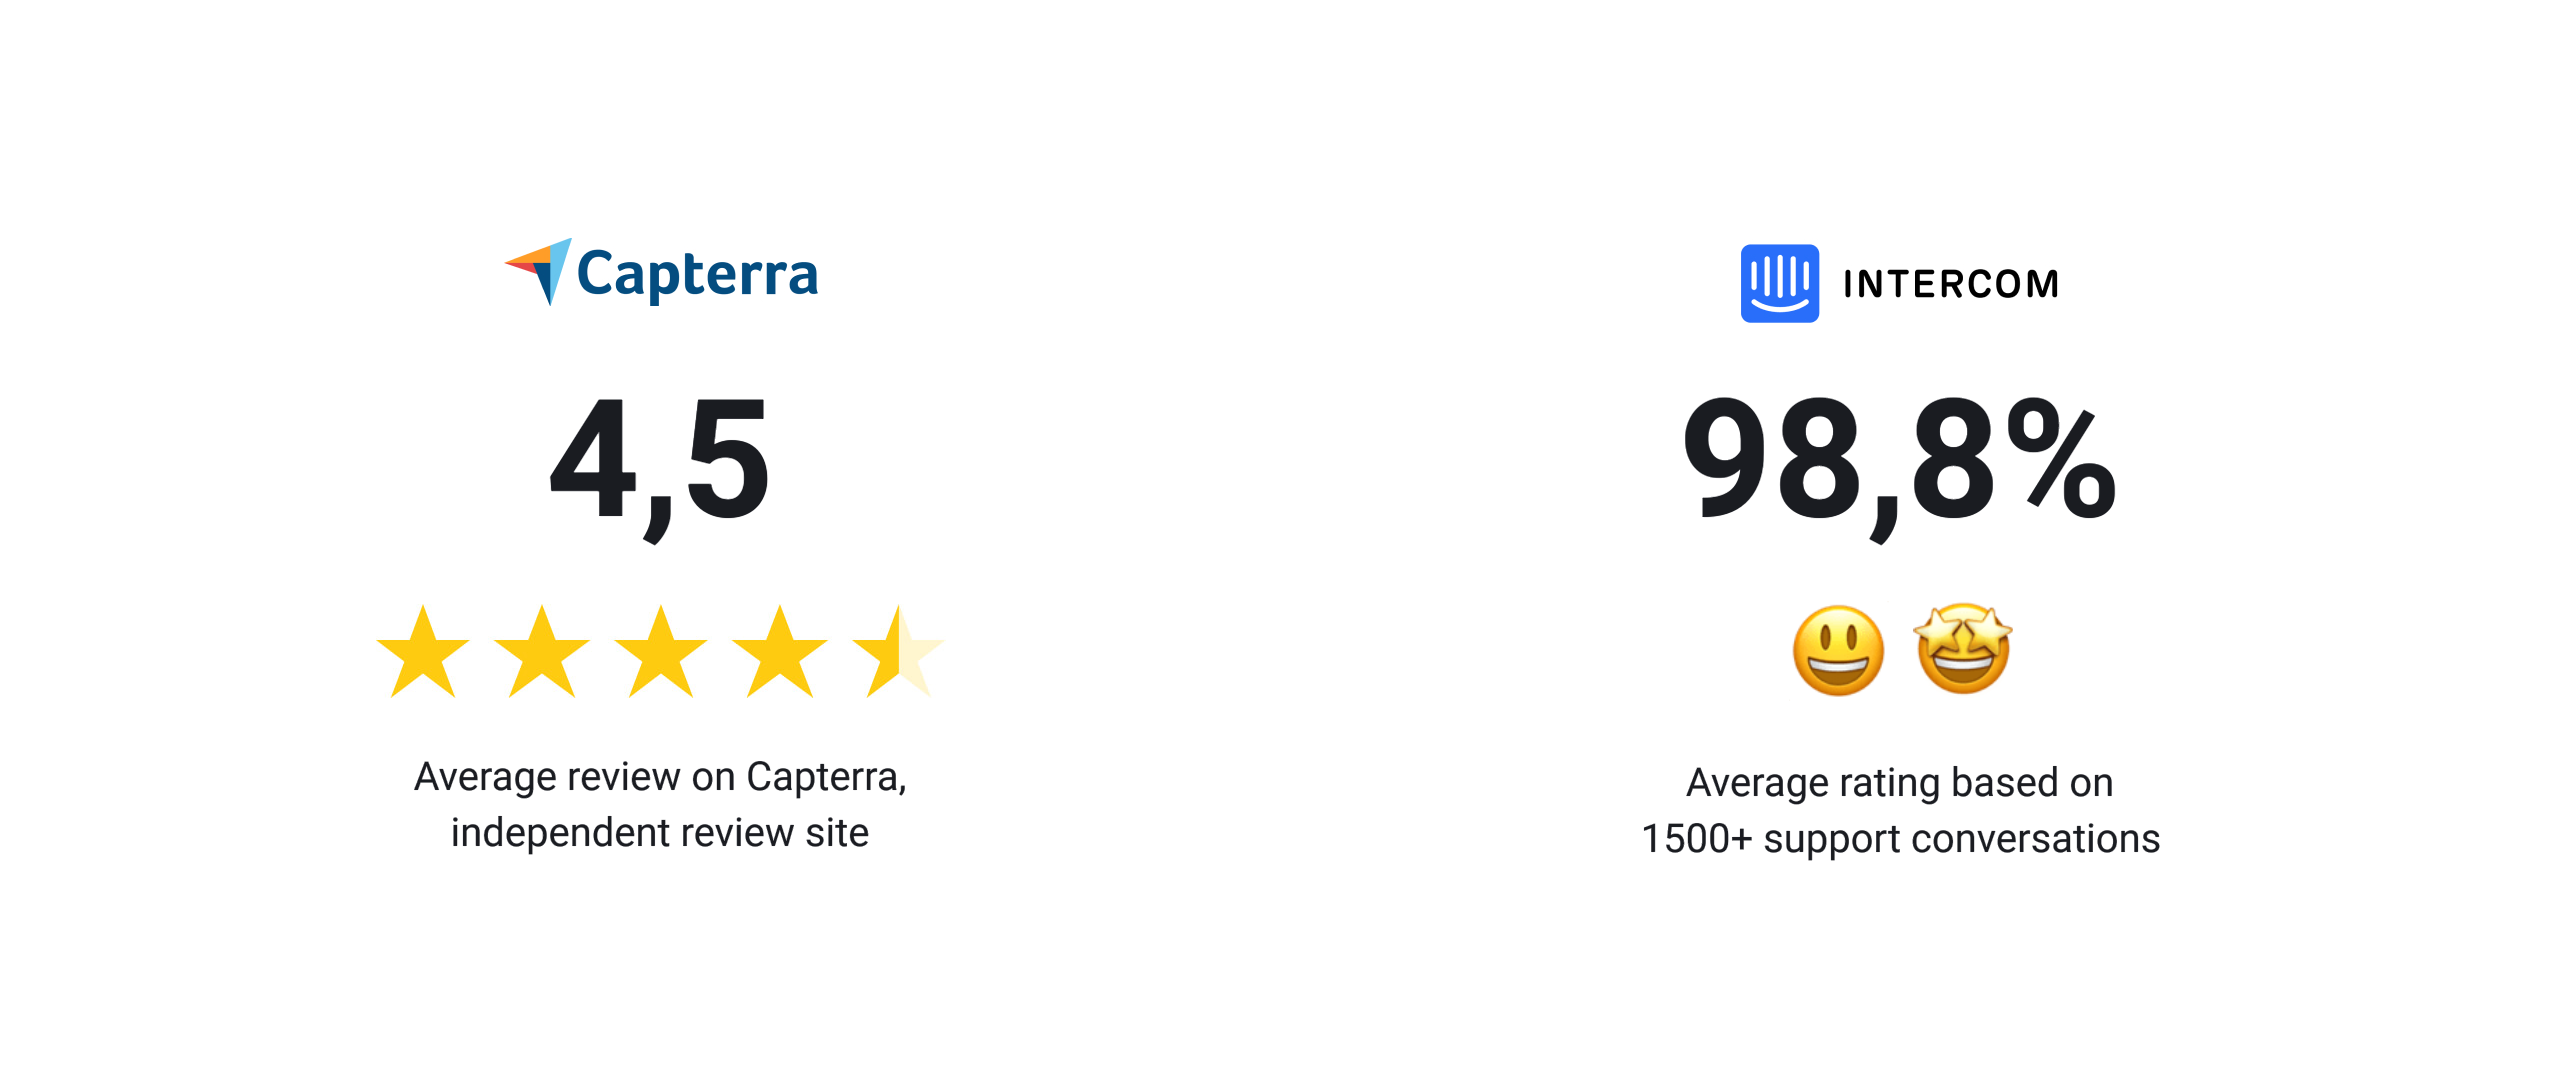 Capterra
4,5
Average review on Capterra,
independent review site
INTERCOM
98,8%
Average rating based on
1500+ support conversations